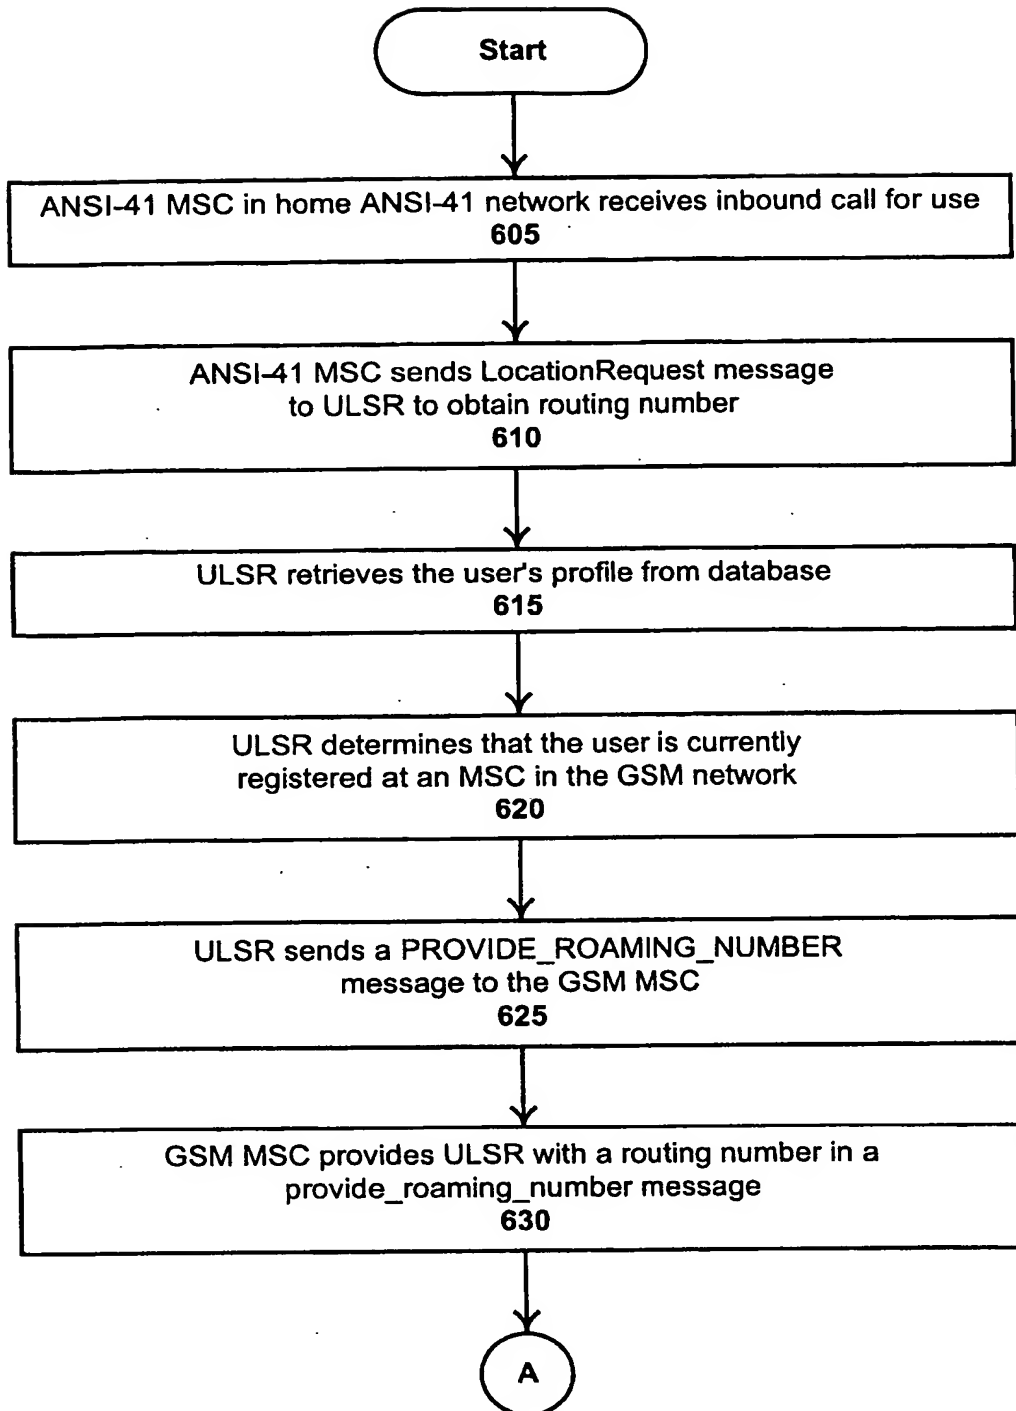 Start
ANSI-41 MSC in home ANSI-41 network receives inbound call for use
605
ANSI-41 MSC sends LocationRequest message
to ULSR to obtain routing number
610
ULSR retrieves the user's profile from database
615
ULSR determines that the user is currently
registered at an MSC in the GSM network
620
ULSR sends a PROVIDE_ROAMING_NUMBER
message to the GSM MSC
625
GSM MSC provides ULSR with a routing number in a
provide_roaming_number message
630
A